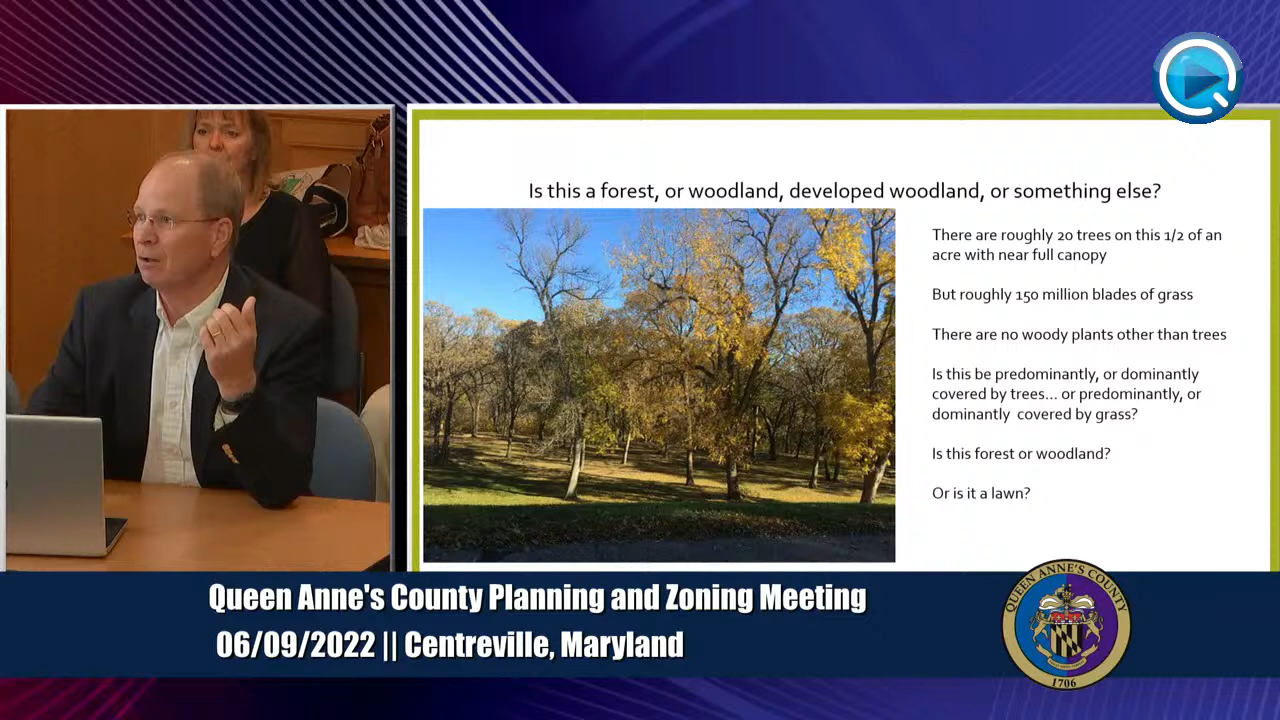 Is this a forest, or woodland, developed woodland, or something else?
There are roughly 20 trees on this 1/2 of an
acre with near full canopy
But roughly 150 million blades of grass
There are no woody plants other than trees
Is this be predominantly, or dominantly
covered by trees... or predominantly, or
dominantly covered by grass?
Is this forest or woodland?
Or is it a lawn?
Queen Anne's County Planning and Zoning Meeting
06/09/2022 || Centreville, Maryland
QUEEN ANNE'S COUNTY
1706